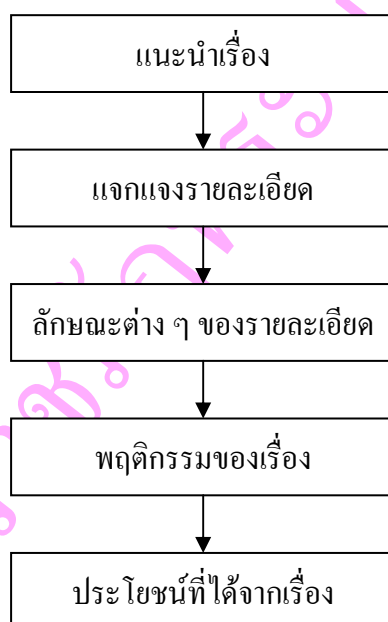 แนะนำเรื่อง
แจกแจงรายละเอียด
ลักษณะต่าง ๆ ของรายละเอียด
พฤติกรรมของเรื่อง
ประโยชน์ที่ได้จากเรื่อง